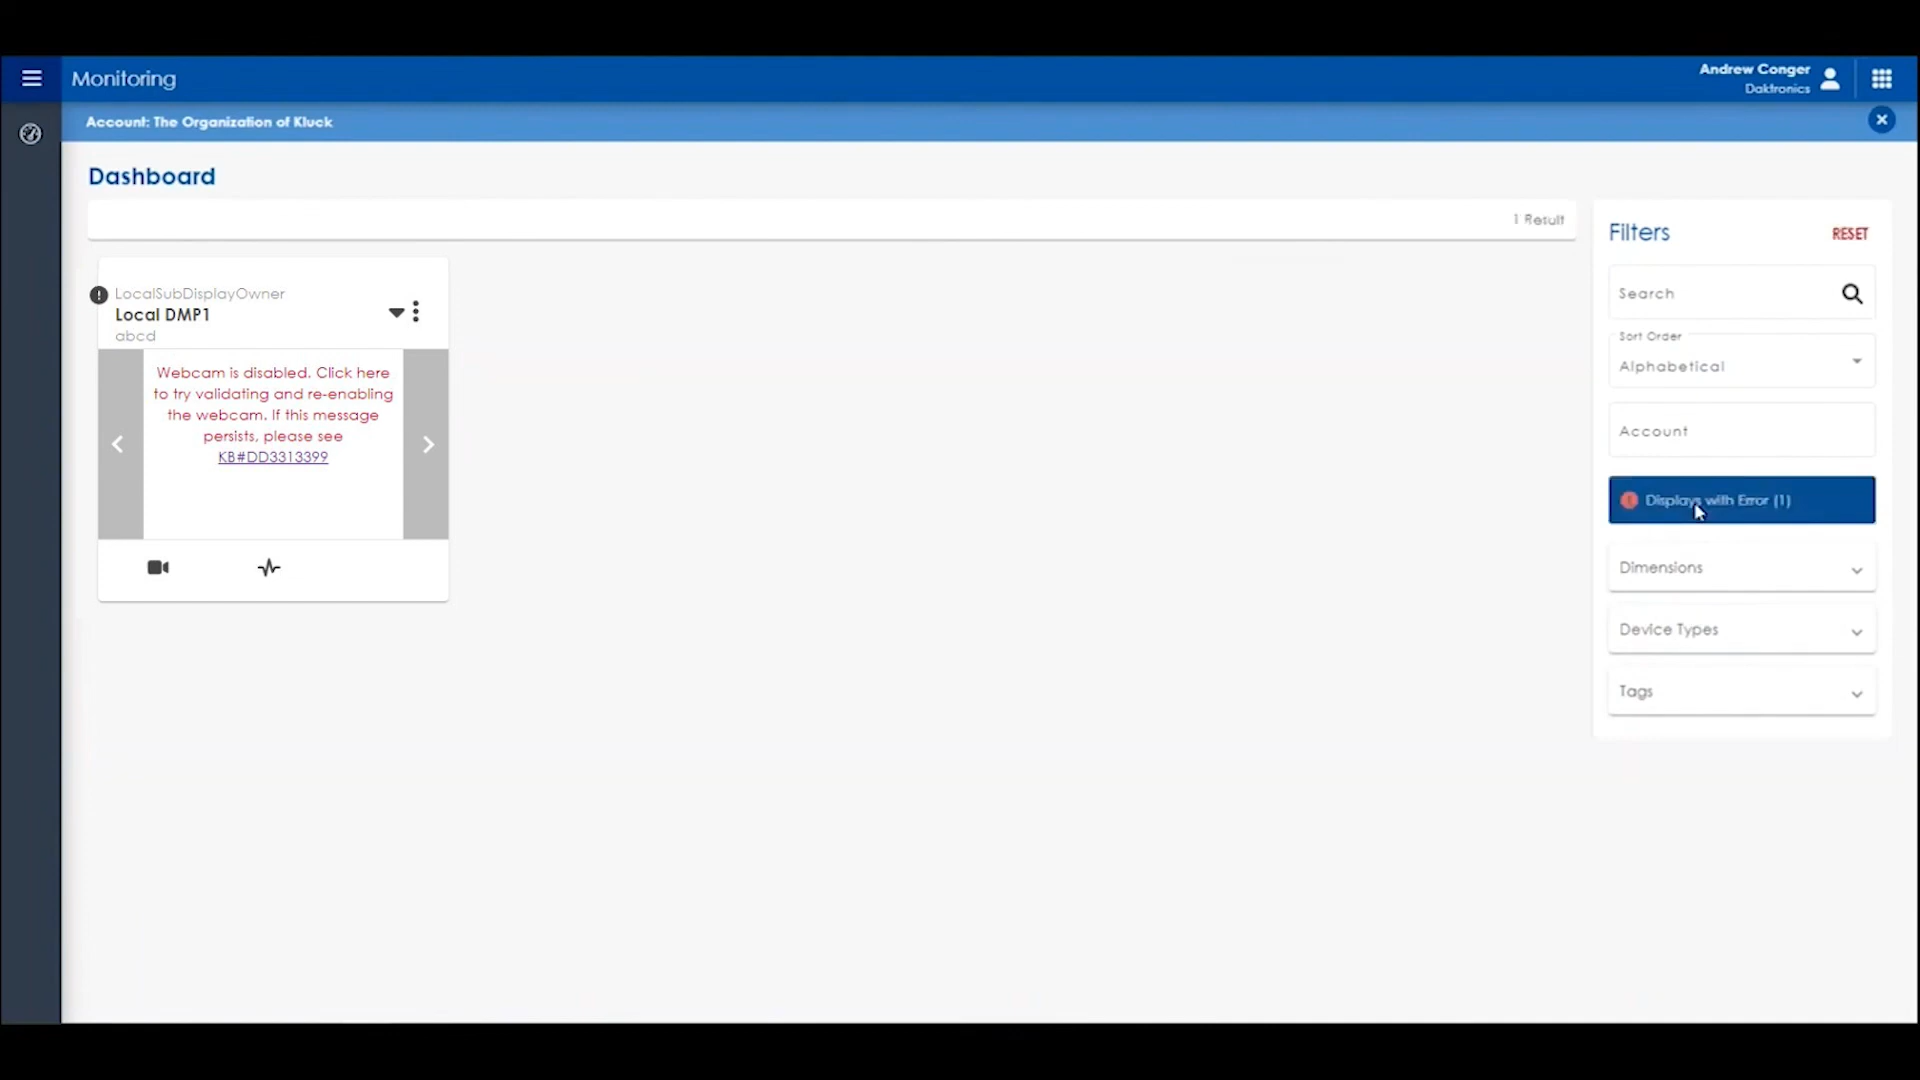 Monitoring
Andrew Conger
Daktronics
Account: The Organization of Kluck
Dashboard
1 Result
LocalSubDisplayOwner
Local DMP1
abcd
Webcam is disabled. Click here
to try validating and re-enabling
the webcam. If this message
persists, please see
KB#DD3313399
Filters
RESET
Search
Sort Order
Alphabetical
Account
Displays with Error (1)
Dimensions
Device Types
Tags